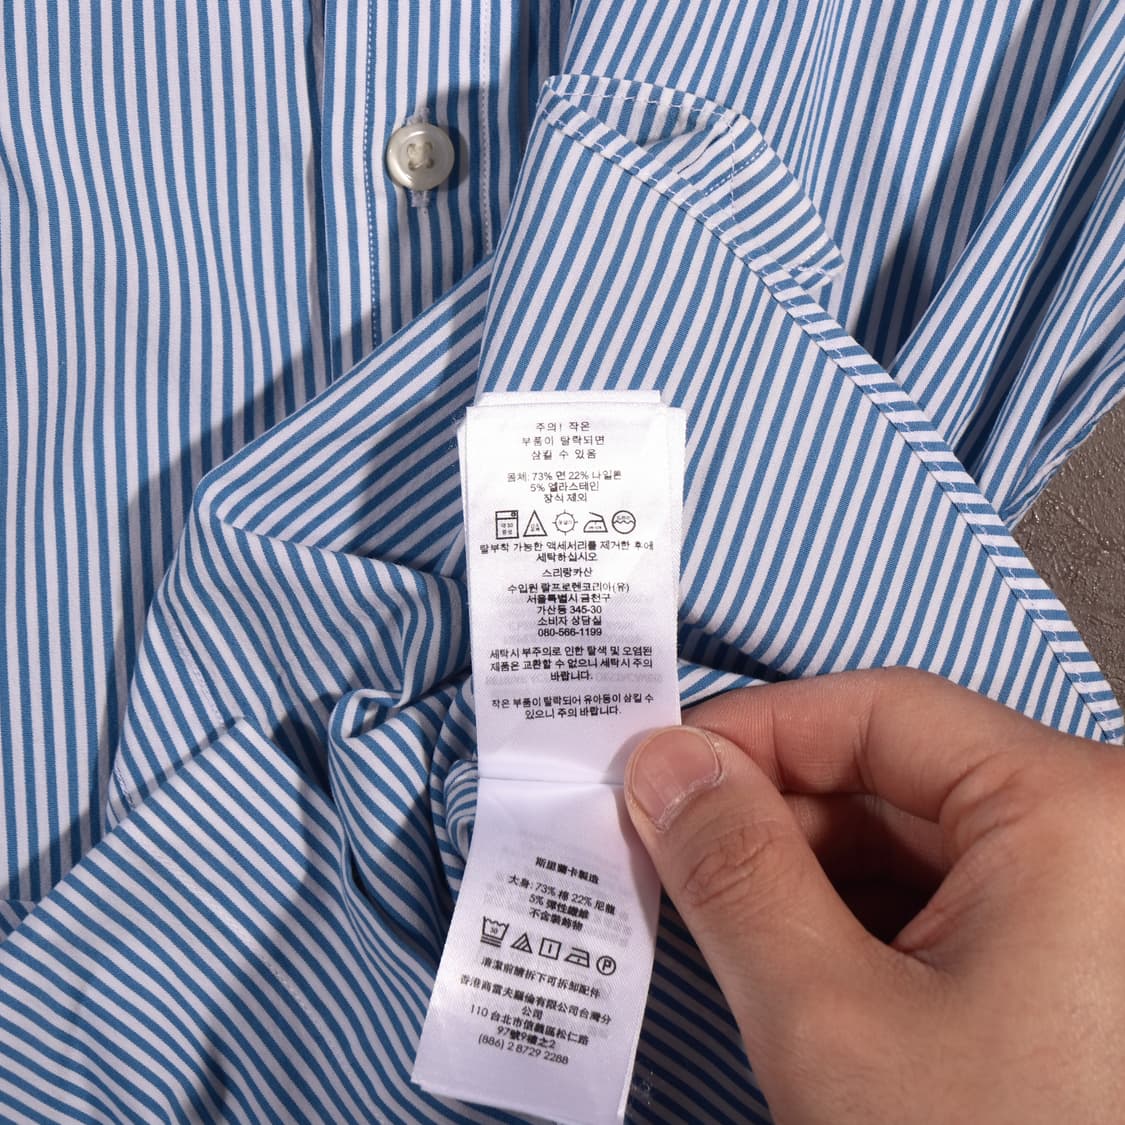 주의! 작은
부품이 탈락되면
삼킬 수 있음
몸체: 73% 면 22% 나일론
5% 엘라스테인
장식 제외
탈부착 가능한 액세서리를 제거한 후에
세탁하십시오
스리랑카산
수입원 랄프로렌코리아(유)
서울특별시 금천구
가산동 345-30
소비자 상담실
080-566-1199
세탁시 부주의로 인한 탈색 및 오염된
제품은 교환할 수 없으니 세탁시 주의
바랍니다.
작은 부품이 탈락되어 유아동이 삼킬 수
있으니 주의 바랍니다.
斯里蘭卡製造
大身: 73% 棉 22% 尼龍
5% 彈性纖維
不含裝飾物
30
P
清潔前請拆下可拆卸配件
香港商雷夫羅倫有限公司台灣分
公司
110 台北市信義區松仁路
97號9樓之2
(886) 2 8729 2288